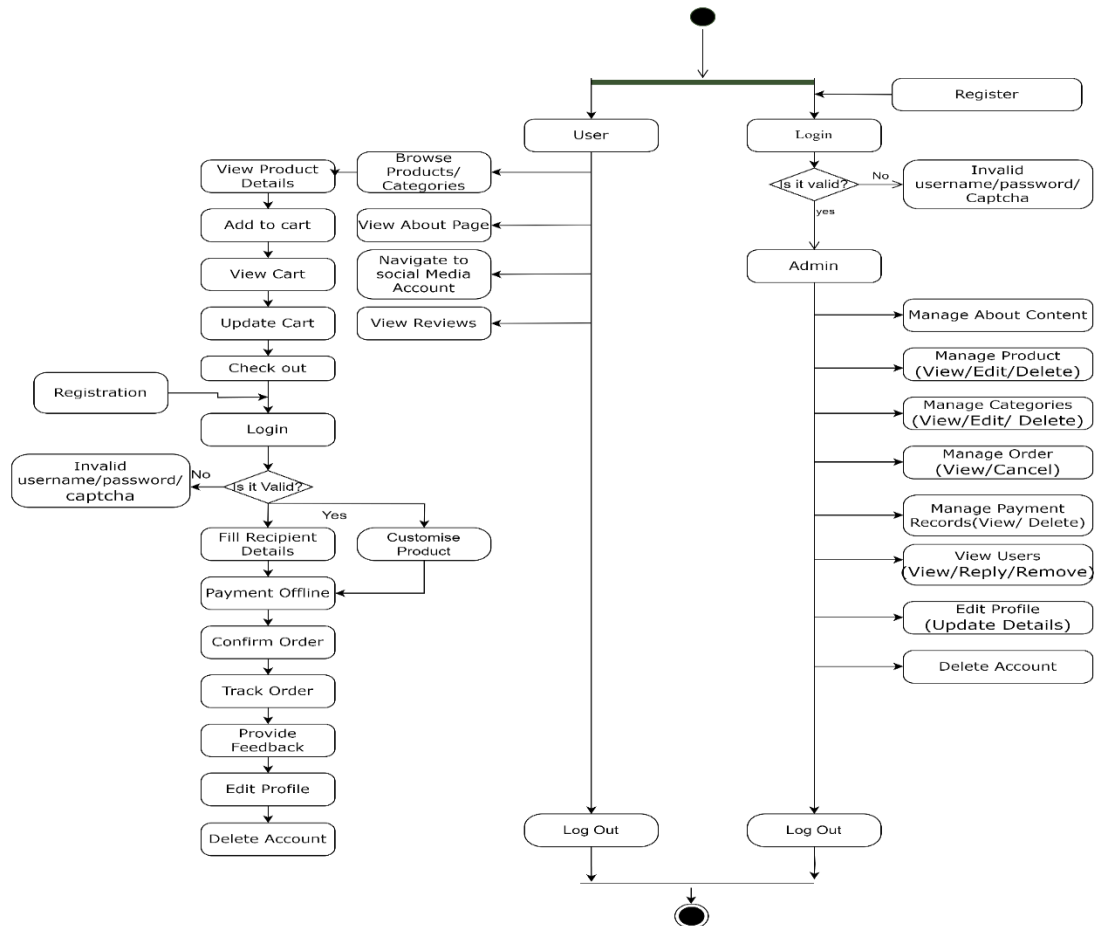 Register
User
Login
Browse
Products/
Categories
View Product
Details
Is it valid?
No
Invalid
username/password/
Captcha
yes
Add to cart
View About Page
View Cart
Navigate to
social Media
Account
Admin
Update Cart
View Reviews
Manage About Content
Check out
Manage Product
(View/Edit/Delete)
Registration
Manage Categories
(View/Edit/ Delete)
Login
Manage Order
(View/Cancel)
Invalid
username/password/
captcha
No
Is it Valid?
Yes
Manage Payment
Records(View/ Delete)
Fill Recipient
Details
Customise
Product
View Users
(View/Reply/Remove)
Payment Offline
Edit Profile
(Update Details)
Confirm Order
Delete Account
Track Order
Provide
Feedback
Edit Profile
Delete Account
Log Out
Log Out